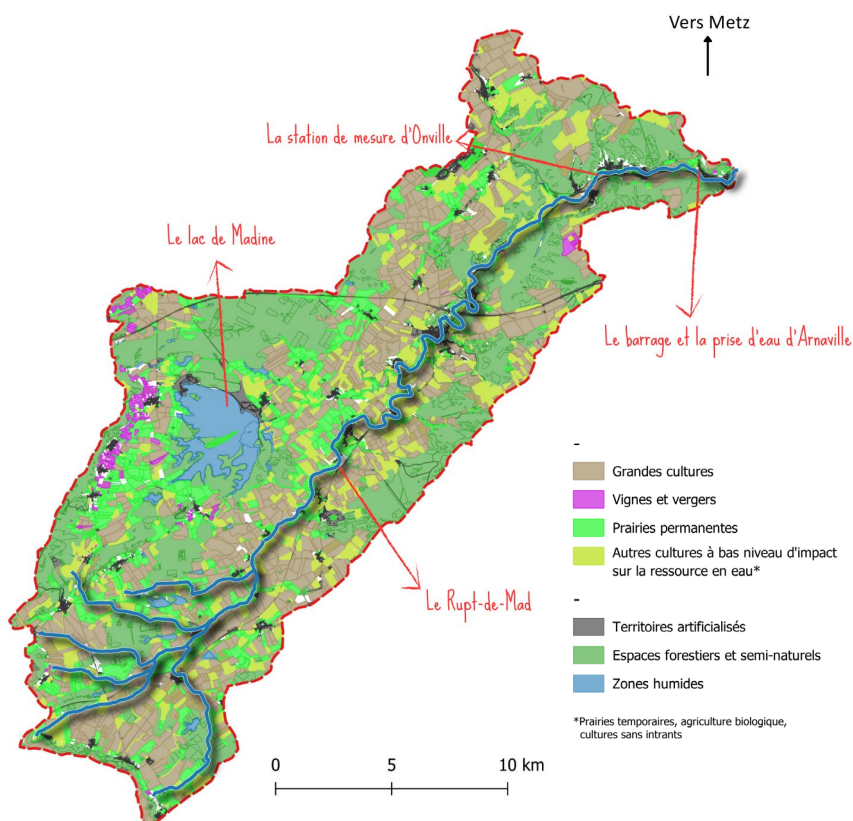 Vers Metz
La station de mesure d'Onville
Le lac de Madine
Le barrage et la prise d'eau d'Arnaville
-
Grandes cultures
Vignes et vergers
Prairies permanentes
Autres cultures à bas niveau d'impact
sur la ressource en eau*
Le Rupt-de-Mad
-
Territoires artificialisés
Espaces forestiers et semi-naturels
Zones humides
*Prairies temporaires, agriculture biologique,
cultures sans intrants
0 5 10 km